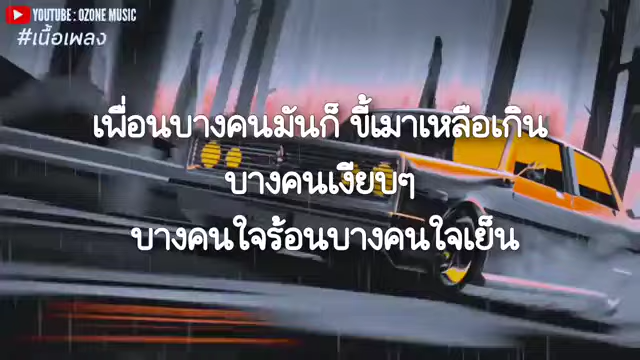 YOUTUBE : OZONE MUSIC
#เนื้อเพลง
เพื่อนบางคนมันก็ ขี้เมาเหลือเกิน
บางคนเงียบๆ
บางคนใจร้อนบางคนใจเย็น